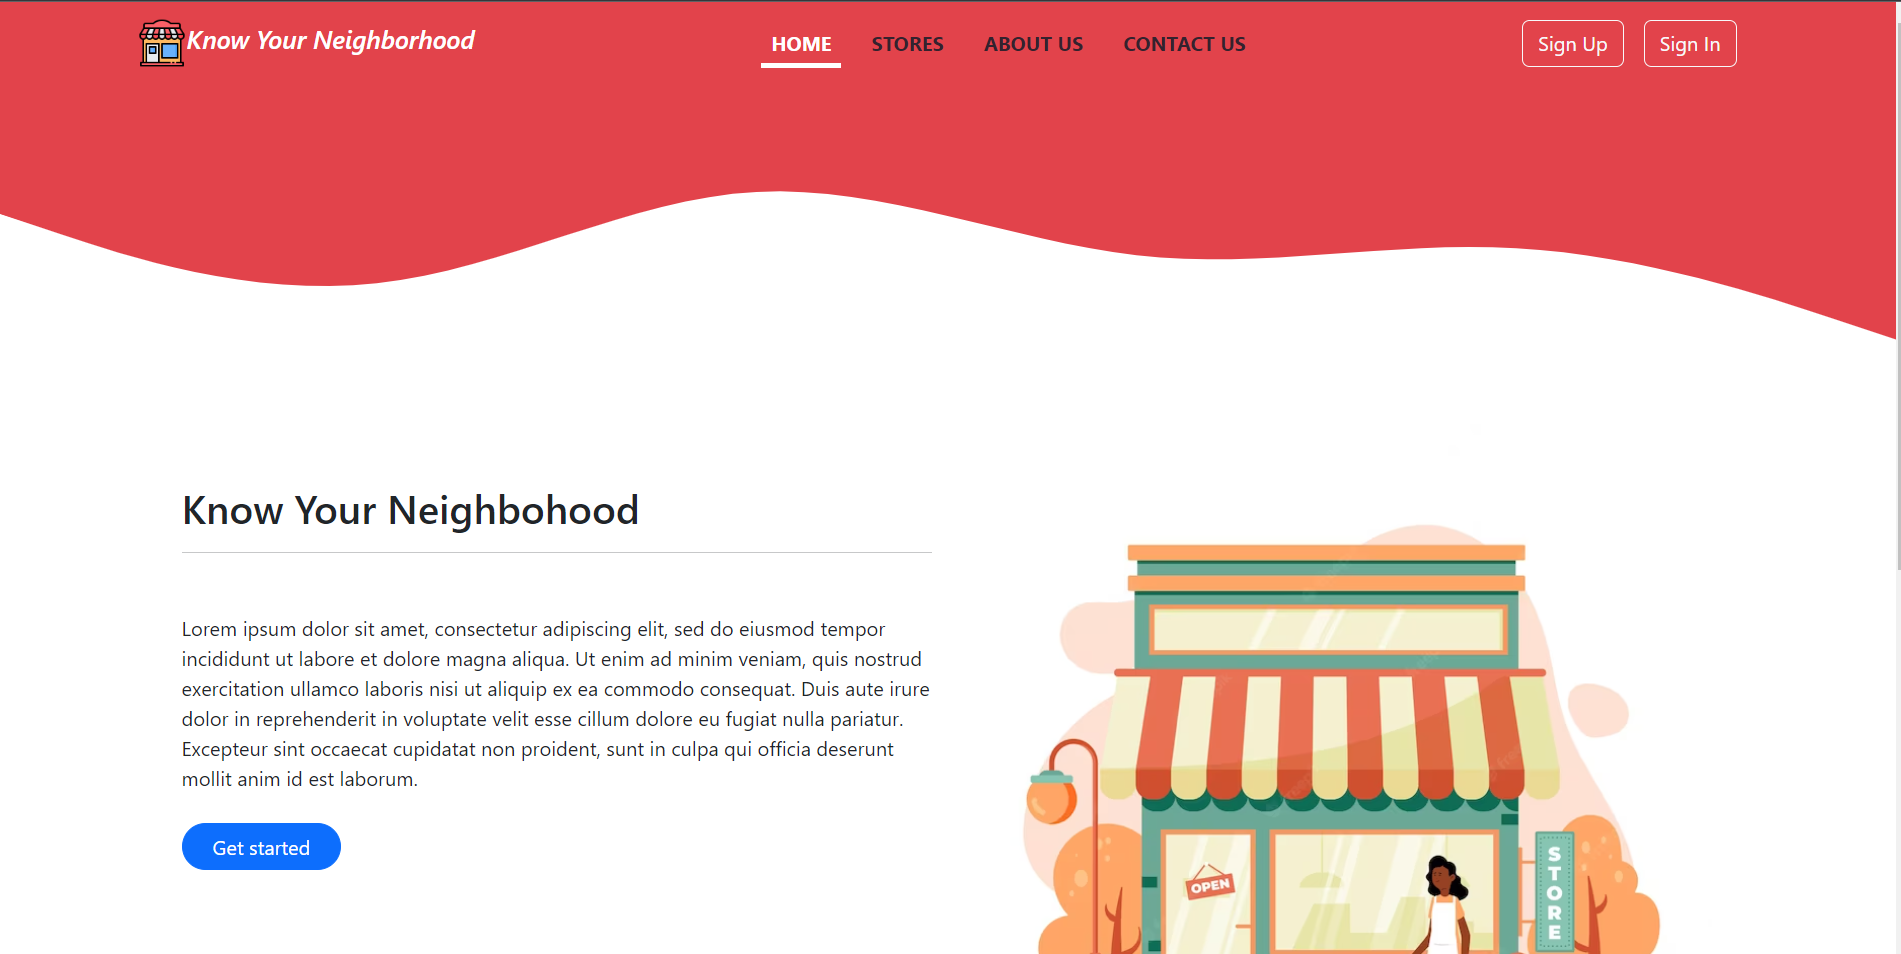 Know Your Neighborhood
HOME STORES ABOUT US CONTACT US
Sign Up Sign In
Know Your Neighbohood
Lorem ipsum dolor sit amet, consectetur adipiscing elit, sed do eiusmod tempor
incididunt ut labore et dolore magna aliqua. Ut enim ad minim veniam, quis nostrud
exercitation ullamco laboris nisi ut aliquip ex ea commodo consequat. Duis aute irure
dolor in reprehenderit in voluptate velit esse cillum dolore eu fugiat nulla pariatur.
Excepteur sint occaecat cupidatat non proident, sunt in culpa qui officia deserunt
mollit anim id est laborum.
Get started
OPEN
STORE